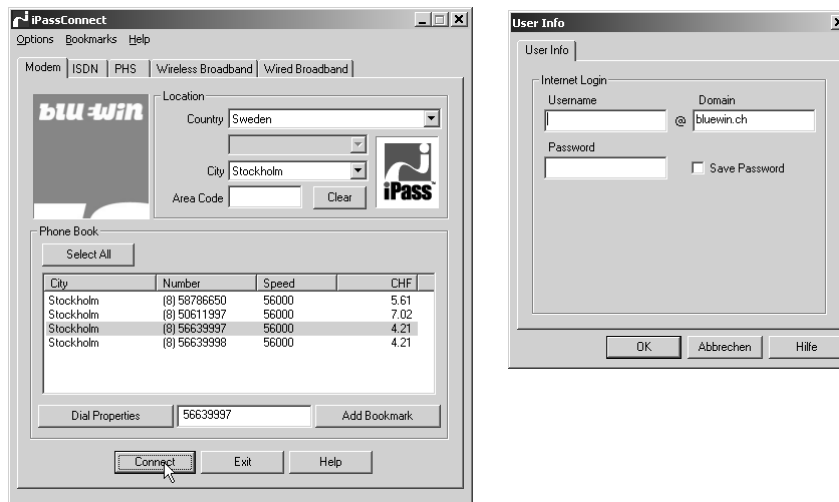 iPassConnect
Options Bookmarks Help
Modem ISDN PHS Wireless Broadband Wired Broadband
blu:win
Location
Country Sweden
City Stockholm
Area Code Clear
iPass
Phone Book
Select All
City Number Speed CHF
Stockholm (8) 58786650 56000 5.61
Stockholm (8) 50611997 56000 7.02
Stockholm (8) 56639997 56000 4.21
Stockholm (8) 56639998 56000 4.21
Dial Properties 56639997 Add Bookmark
Connect Exit Help
User Info
User Info
Internet Login
Username Domain
@ bluewin.ch
Password
Save Password
OK Abbrechen Hilfe